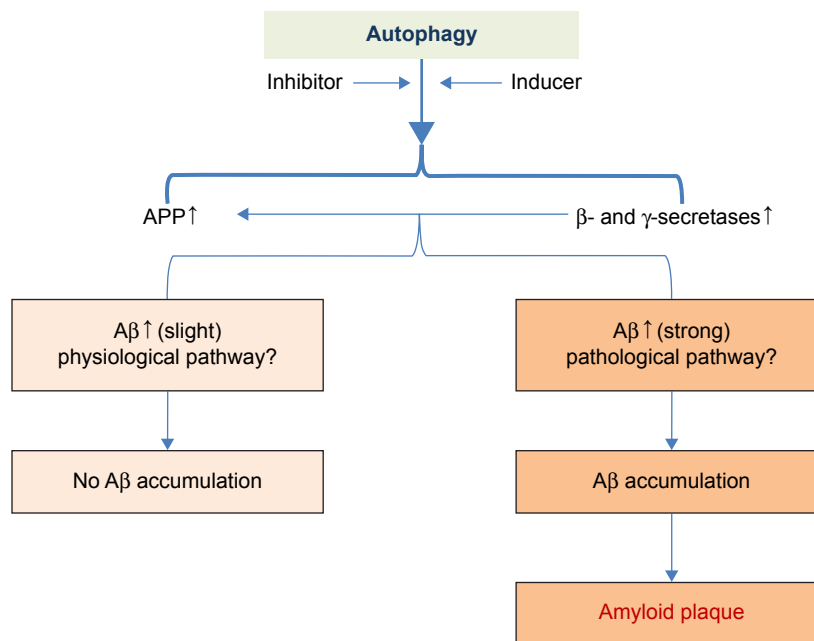 Autophagy
Inhibitor
Inducer
APP↑
β- and γ-secretases↑
Aβ↑ (slight)
physiological pathway?
Aβ↑ (strong)
pathological pathway?
No Aβ accumulation
Aβ accumulation
Amyloid plaque